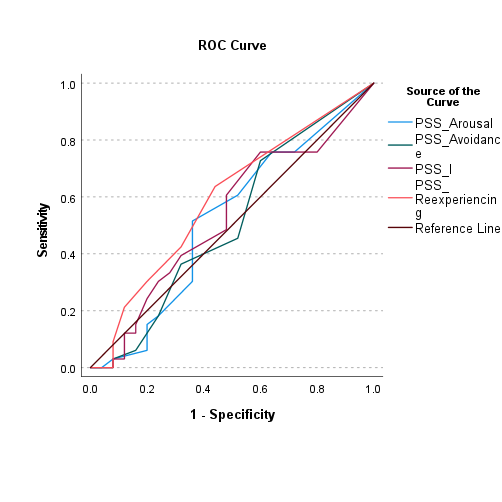 ROC Curve
Sensitivity
1.0
0.8
0.6
0.4
0.2
0.0
0.0 0.2 0.4 0.6 0.8 1.0
1 - Specificity
Source of the
Curve
PSS_Arousal
PSS_Avoidanc
e
PSS_I
PSS_
Reexperiencin
g
Reference Line